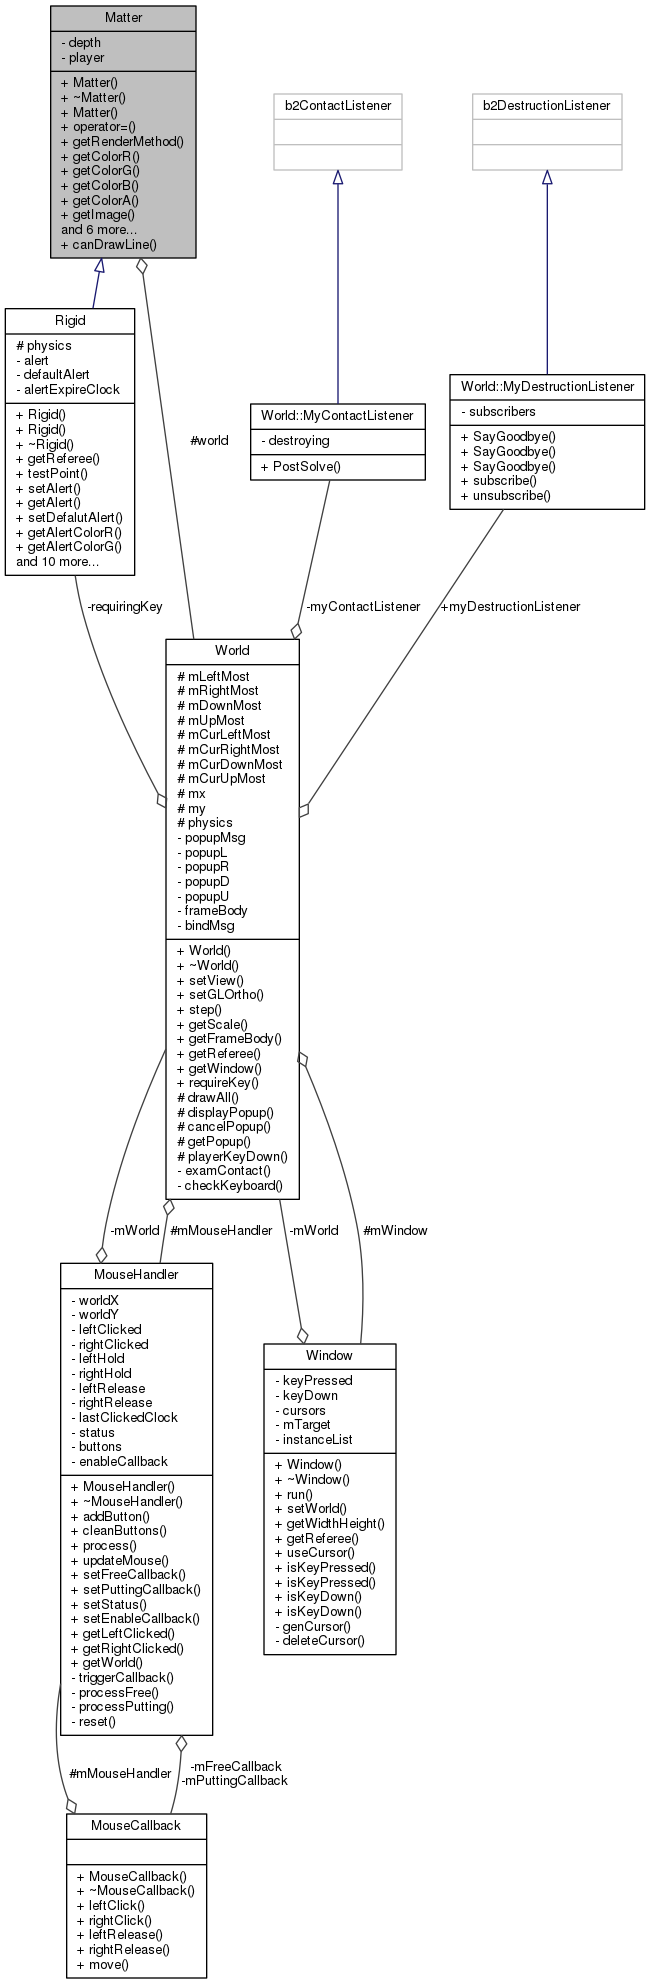 Matter
- depth
- player
+ Matter()
+ ~Matter()
+ Matter()
+ operator=()
+ getRenderMethod()
+ getColorR()
+ getColorG()
+ getColorB()
+ getColorA()
+ getImage()
and 6 more...
+ canDrawLine()
b2ContactListener
b2DestructionListener
Rigid
# physics
- alert
- defaultAlert
- alertExpireClock
+ Rigid()
+ Rigid()
+ ~Rigid()
+ getReferee()
+ testPoint()
+ setAlert()
+ getAlert()
+ setDefalutAlert()
+ getAlertColorR()
+ getAlertColorG()
and 10 more...
#world
World::MyContactListener
- destroying
+ PostSolve()
World::MyDestructionListener
- subscribers
+ SayGoodbye()
+ SayGoodbye()
+ SayGoodbye()
+ subscribe()
+ unsubscribe()
-requiringKey
-myContactListener
+myDestructionListener
World
# mLeftMost
# mRightMost
# mDownMost
# mUpMost
# mCurLeftMost
# mCurRightMost
# mCurDownMost
# mCurUpMost
# mx
# my
# physics
- popupMsg
- popupL
- popupR
- popupD
- popupU
- frameBody
- bindMsg
+ World()
+ ~World()
+ setView()
+ setGLOrtho()
+ step()
+ getScale()
+ getFrameBody()
+ getReferee()
+ getWindow()
+ requireKey()
# drawAll()
# displayPopup()
# cancelPopup()
# getPopup()
# playerKeyDown()
- examContact()
- checkKeyboard()
-mWorld
#mMouseHandler
-mWorld
#mWindow
MouseHandler
- worldX
- worldY
- leftClicked
- rightClicked
- leftHold
- rightHold
- leftRelease
- rightRelease
- lastClickedClock
- status
- buttons
- enableCallback
+ MouseHandler()
+ ~MouseHandler()
+ addButton()
+ cleanButtons()
+ process()
+ updateMouse()
+ setFreeCallback()
+ setPuttingCallback()
+ setStatus()
+ setEnableCallback()
+ getLeftClicked()
+ getRightClicked()
+ getWorld()
- triggerCallback()
- processFree()
- processPutting()
- reset()
Window
- keyPressed
- keyDown
- cursors
- mTarget
- instanceList
+ Window()
+ ~Window()
+ run()
+ setWorld()
+ getWidthHeight()
+ getReferee()
+ useCursor()
+ isKeyPressed()
+ isKeyPressed()
+ isKeyDown()
+ isKeyDown()
- genCursor()
- deleteCursor()
#mMouseHandler
-mFreeCallback
-mPuttingCallback
MouseCallback
+ MouseCallback()
+ ~MouseCallback()
+ leftClick()
+ rightClick()
+ leftRelease()
+ rightRelease()
+ move()